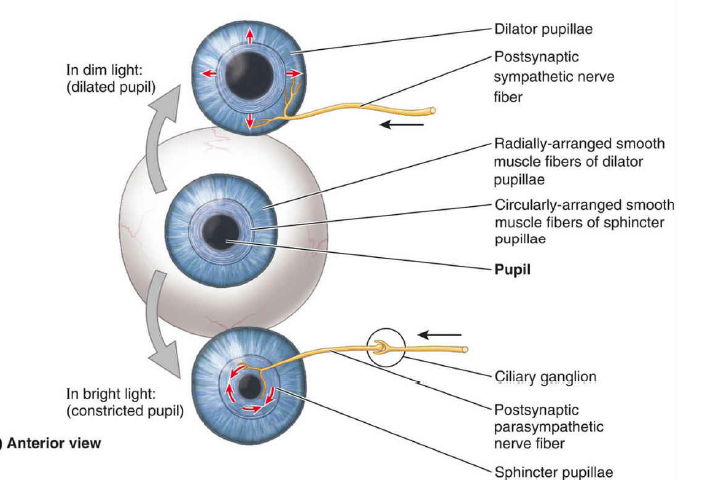 Dilator pupillae
Postsynaptic
sympathetic nerve
fiber
In dim light:
(dilated pupil)
Radially-arranged smooth
muscle fibers of dilator
pupillae
Circularly-arranged smooth
muscle fibers of sphincter
pupillae
Pupil
Ciliary ganglion
In bright light:
(constricted pupil)
Postsynaptic
parasympathetic
nerve fiber
) Anterior view
Sphincter pupillae